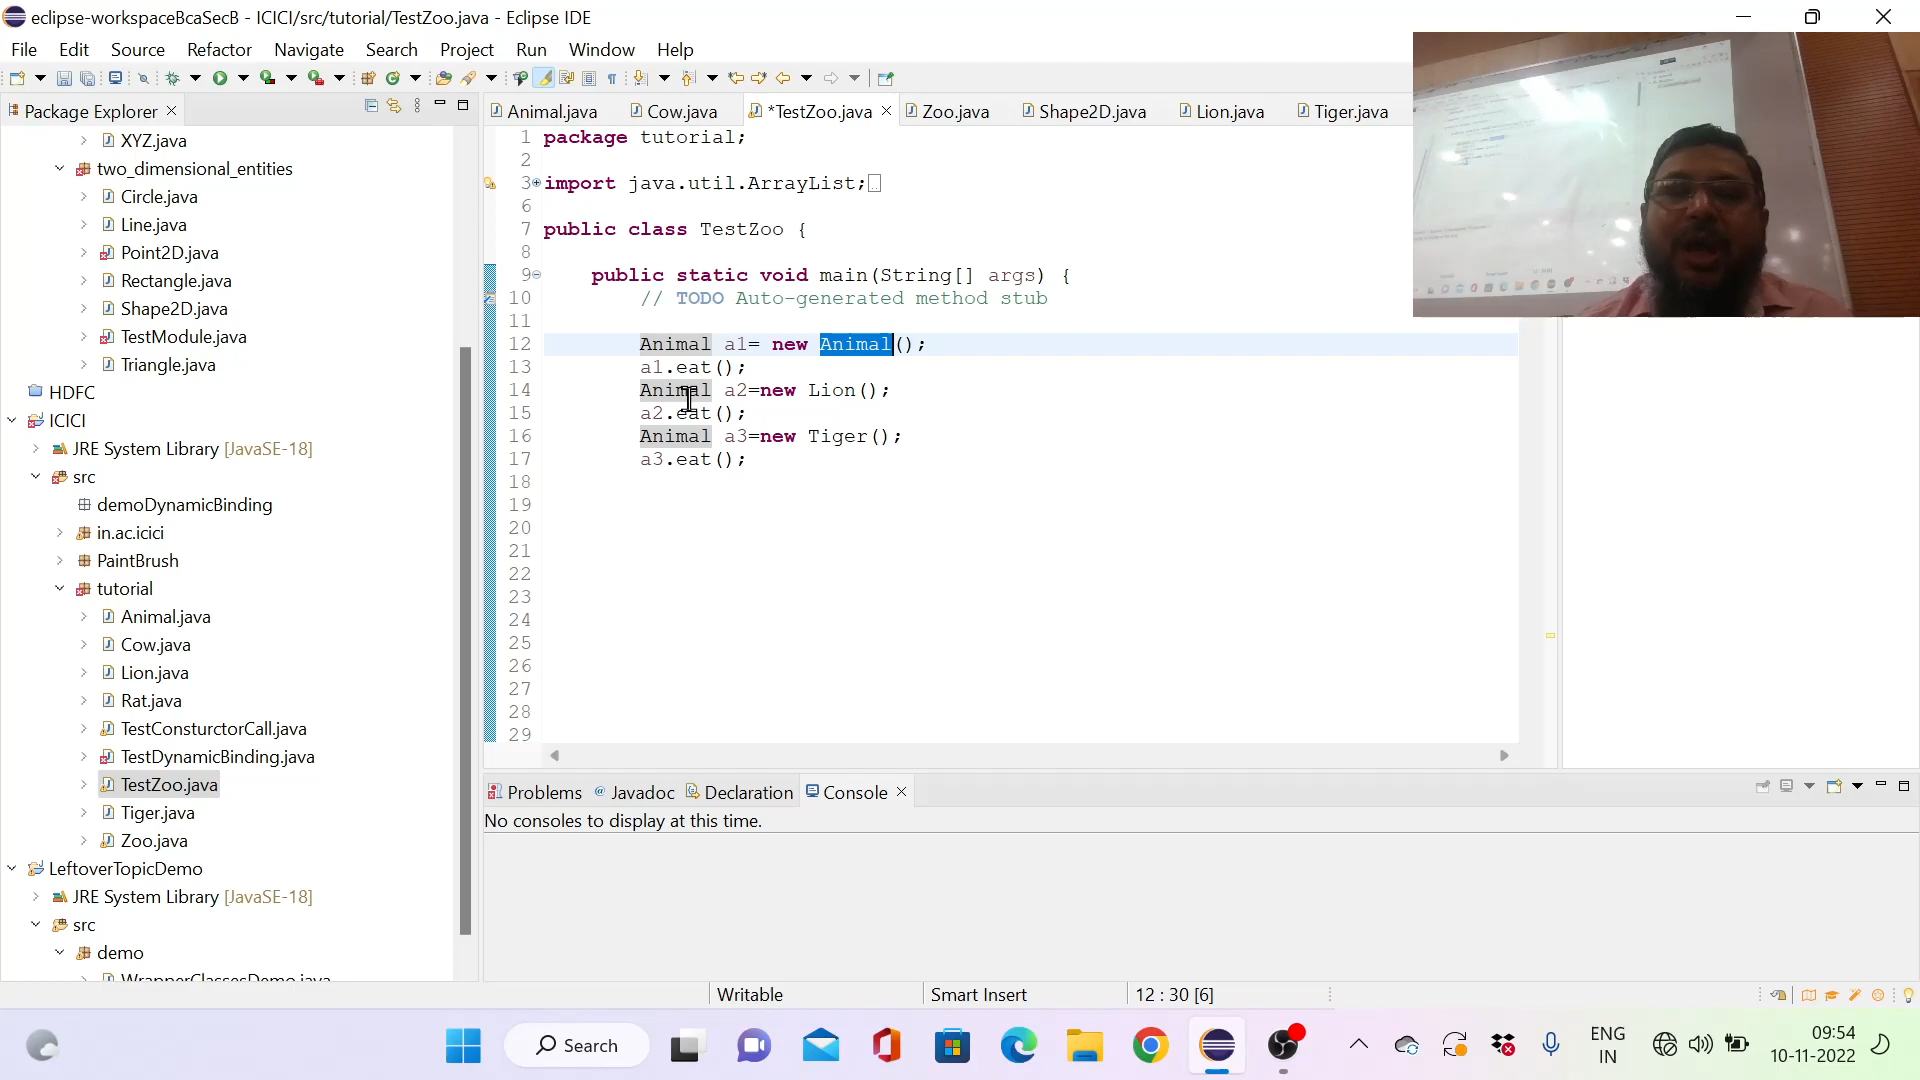 eclipse-workspaceBcaSecB - ICICI/src/tutorial/TestZoo.java - Eclipse IDE
File Edit Source Refactor Navigate Search Project Run Window Help
Package Explorer
Animal.java Cow.java *TestZoo.java Zoo.java Shape2D.java Lion.java Tiger.java
XYZ.java
two_dimensional_entities
Circle.java
Line.java
Point2D.java
Rectangle.java
Shape2D.java
TestModule.java
Triangle.java
HDFC
ICICI
JRE System Library [JavaSE-18]
src
demoDynamicBinding
in.ac.icici
PaintBrush
tutorial
Animal.java
Cow.java
Lion.java
Rat.java
TestConsturctorCall.java
TestDynamicBinding.java
TestZoo.java
Tiger.java
Zoo.java
LeftoverTopicDemo
JRE System Library [JavaSE-18]
src
demo
WrapperClassesDemo.java
1 package tutorial;
2
3 import java.util.ArrayList;
6
7 public class TestZoo {
8
9 public static void main(String[] args) {
10 // TODO Auto-generated method stub
11
12 Animal a1= new Animal();
13 a1.eat();
14 Animal a2=new Lion();
15 a2.eat();
16 Animal a3=new Tiger();
17 a3.eat();
18
19
20
21
22
23
24
25
26
27
28
29
Problems Javadoc Declaration Console
No consoles to display at this time.
Writable Smart Insert 12 : 30 [6]
Search
ENG
IN
09:54
10-11-2022